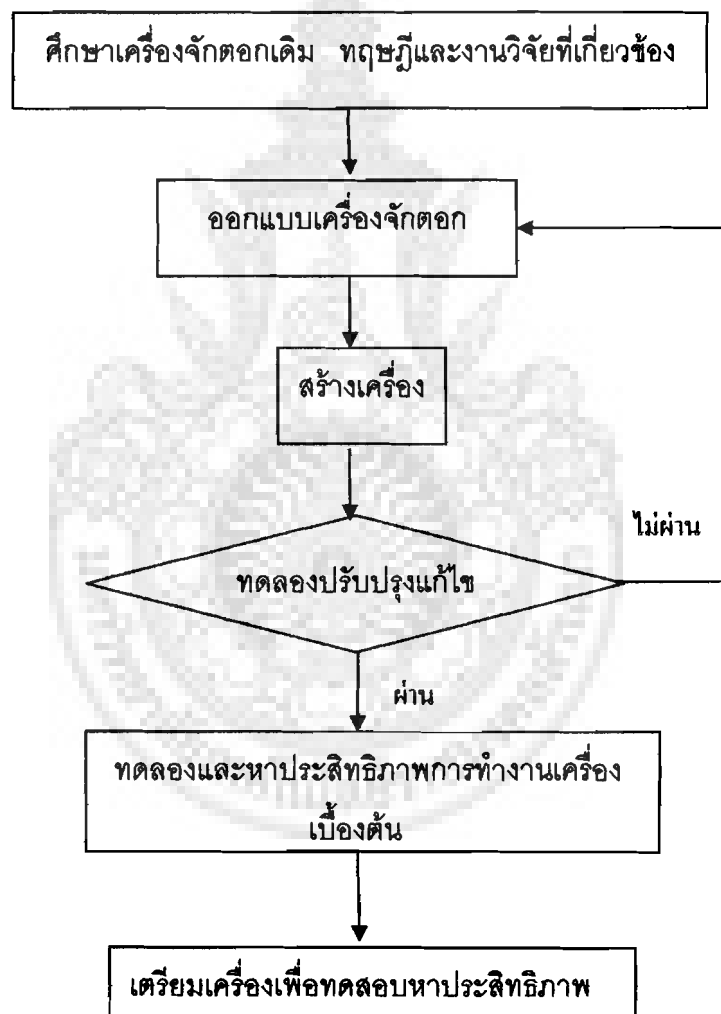 ศึกษาเครื่องจักตอกเดิม ทฤษฎีและงานวิจัยที่เกี่ยวข้อง
ออกแบบเครื่องจักตอก
สร้างเครื่อง
ไม่ผ่าน
ทดลองปรับปรุงแก้ไข
ผ่าน
ทดลองและหาประสิทธิภาพการทำงานเครื่อง
เบื้องต้น
เตรียมเครื่องเพื่อทดสอบหาประสิทธิภาพ